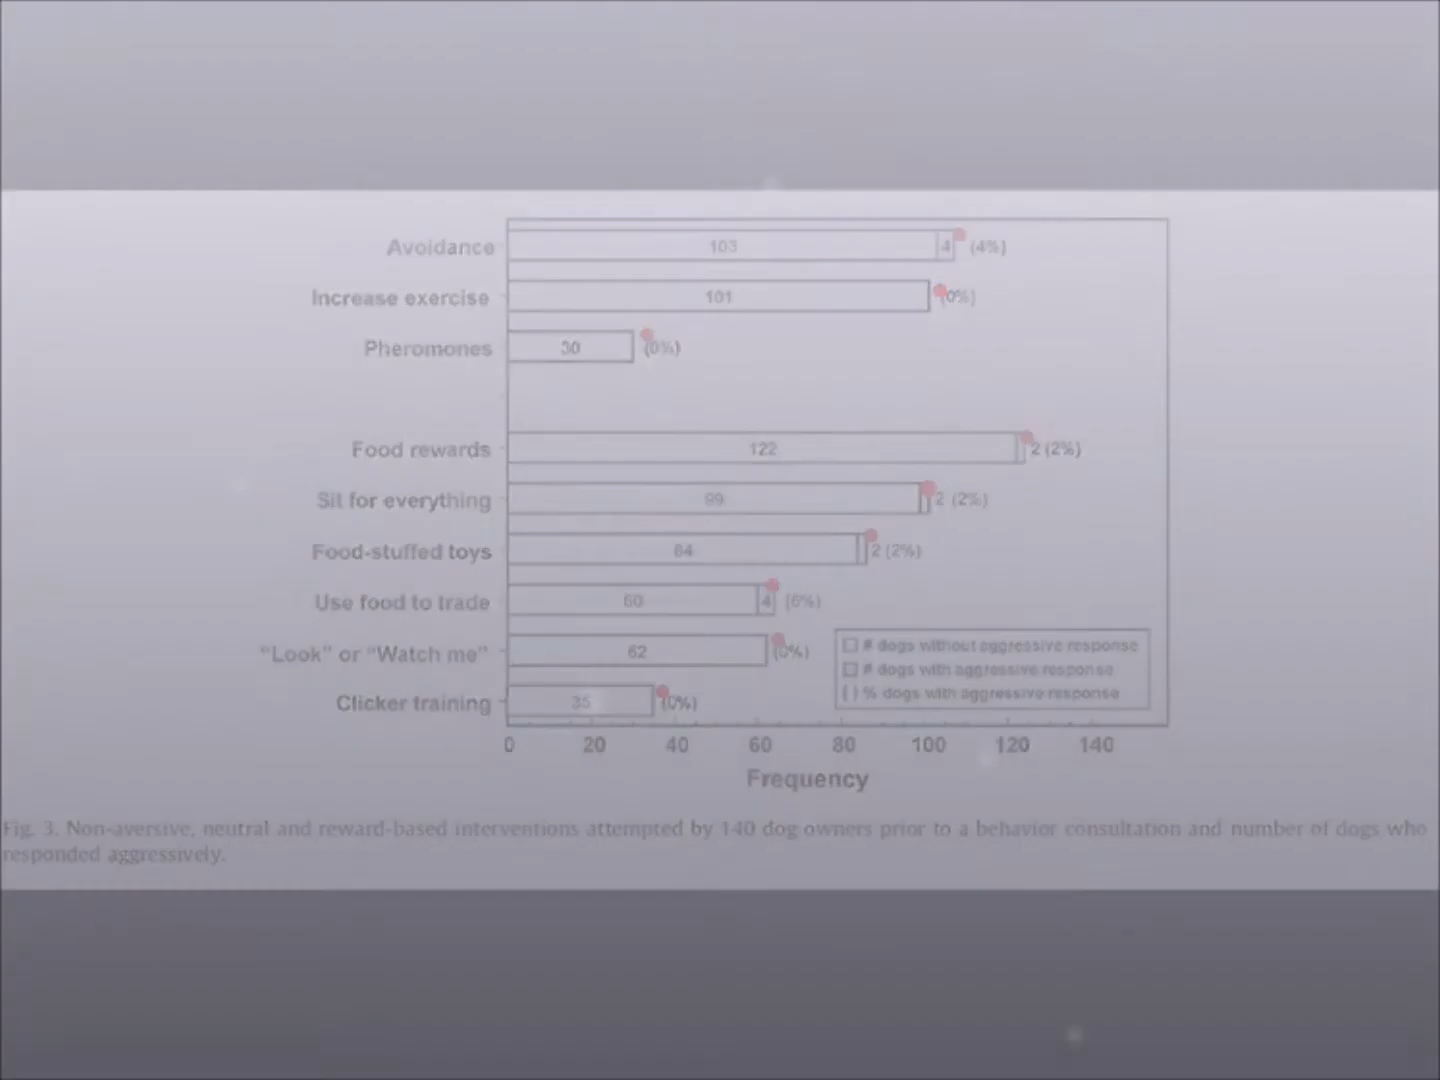 Avoidance 103 4 (4%)
Increase exercise 101 (0%)
Pheromones 30 (0%)
Food rewards 122 2 (2%)
Sit for everything 99 2 (2%)
Food-stuffed toys 84 2 (2%)
Use food to trade 60 4 (6%)
"Look" or "Watch me" 62 (0%)
Clicker training 35 (0%)
# dogs without aggressive response
# dogs with aggressive response
( ) % dogs with aggressive response
0 20 40 60 80 100 120 140
Frequency
Fig. 3. Non-aversive, neutral and reward-based interventions attempted by 140 dog owners prior to a behavior consultation and number of dogs who
responded aggressively.